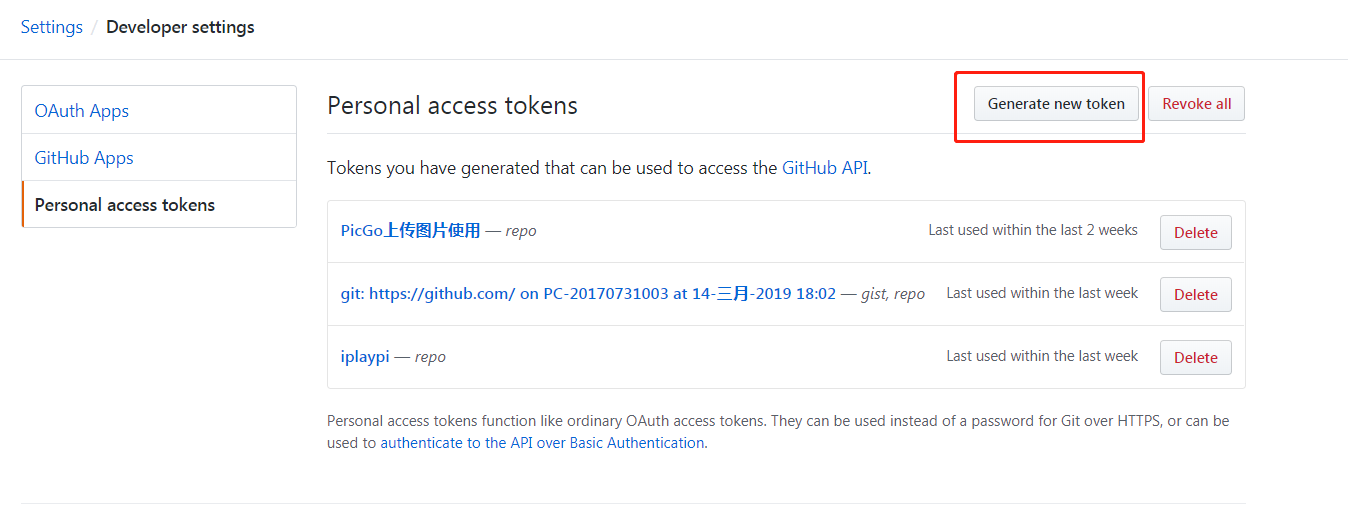 Settings / Developer settings
OAuth Apps
GitHub Apps
Personal access tokens
Personal access tokens
Generate new token
Revoke all
Tokens you have generated that can be used to access the GitHub API.
PicGo上传图片使用 — repo
Last used within the last 2 weeks
Delete
git: https://github.com/ on PC-20170731003 at 14-三月-2019 18:02 — gist, repo
Last used within the last week
Delete
iplaypi — repo
Last used within the last week
Delete
Personal access tokens function like ordinary OAuth access tokens. They can be used instead of a password for Git over HTTPS, or can be
used to authenticate to the API over Basic Authentication.